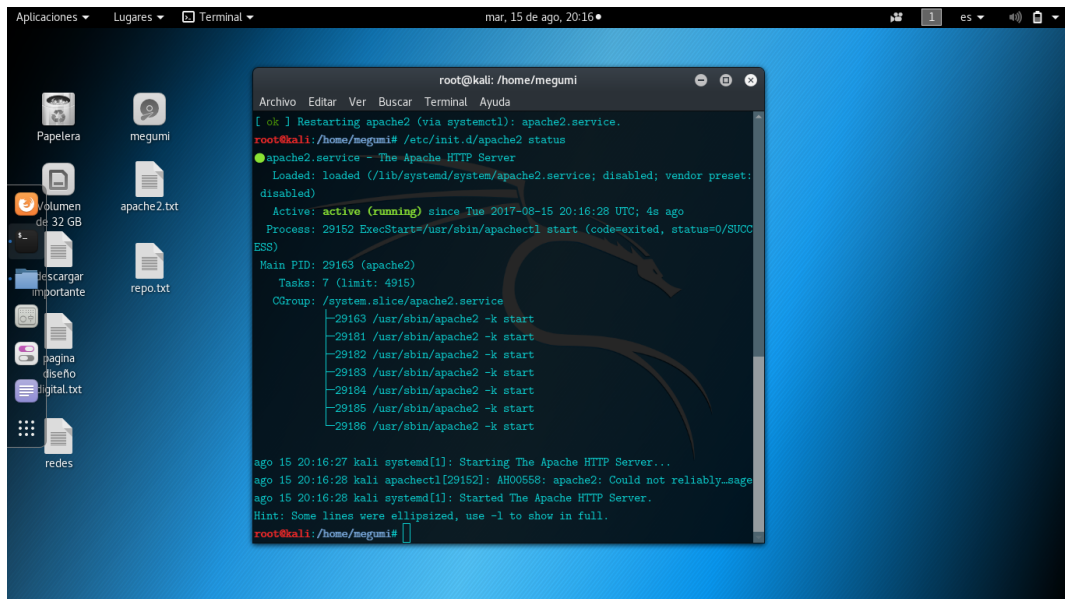 Aplicaciones Lugares Terminal mar, 15 de ago, 20:16 1 es
root@kali: /home/megumi
Archivo Editar Ver Buscar Terminal Ayuda
[ ok ] Restarting apache2 (via systemctl): apache2.service.
root@kali:/home/megumi# /etc/init.d/apache2 status
apache2.service - The Apache HTTP Server
Loaded: loaded (/lib/systemd/system/apache2.service; disabled; vendor preset:
disabled)
Active: active (running) since Tue 2017-08-15 20:16:28 UTC; 4s ago
Process: 29152 ExecStart=/usr/sbin/apachectl start (code=exited, status=0/SUCC
ESS)
Main PID: 29163 (apache2)
Tasks: 7 (limit: 4915)
CGroup: /system.slice/apache2.service
├─29163 /usr/sbin/apache2 -k start
├─29181 /usr/sbin/apache2 -k start
├─29182 /usr/sbin/apache2 -k start
├─29183 /usr/sbin/apache2 -k start
├─29184 /usr/sbin/apache2 -k start
├─29185 /usr/sbin/apache2 -k start
└─29186 /usr/sbin/apache2 -k start
ago 15 20:16:27 kali systemd[1]: Starting The Apache HTTP Server...
ago 15 20:16:28 kali apachectl[29152]: AH00558: apache2: Could not reliably…sage
ago 15 20:16:28 kali systemd[1]: Started The Apache HTTP Server.
Hint: Some lines were ellipsized, use -l to show in full.
root@kali:/home/megumi#
Papelera
megumi
Volumen
de 32 GB
apache2.txt
descargar
importante
repo.txt
pagina
diseño
digital.txt
redes